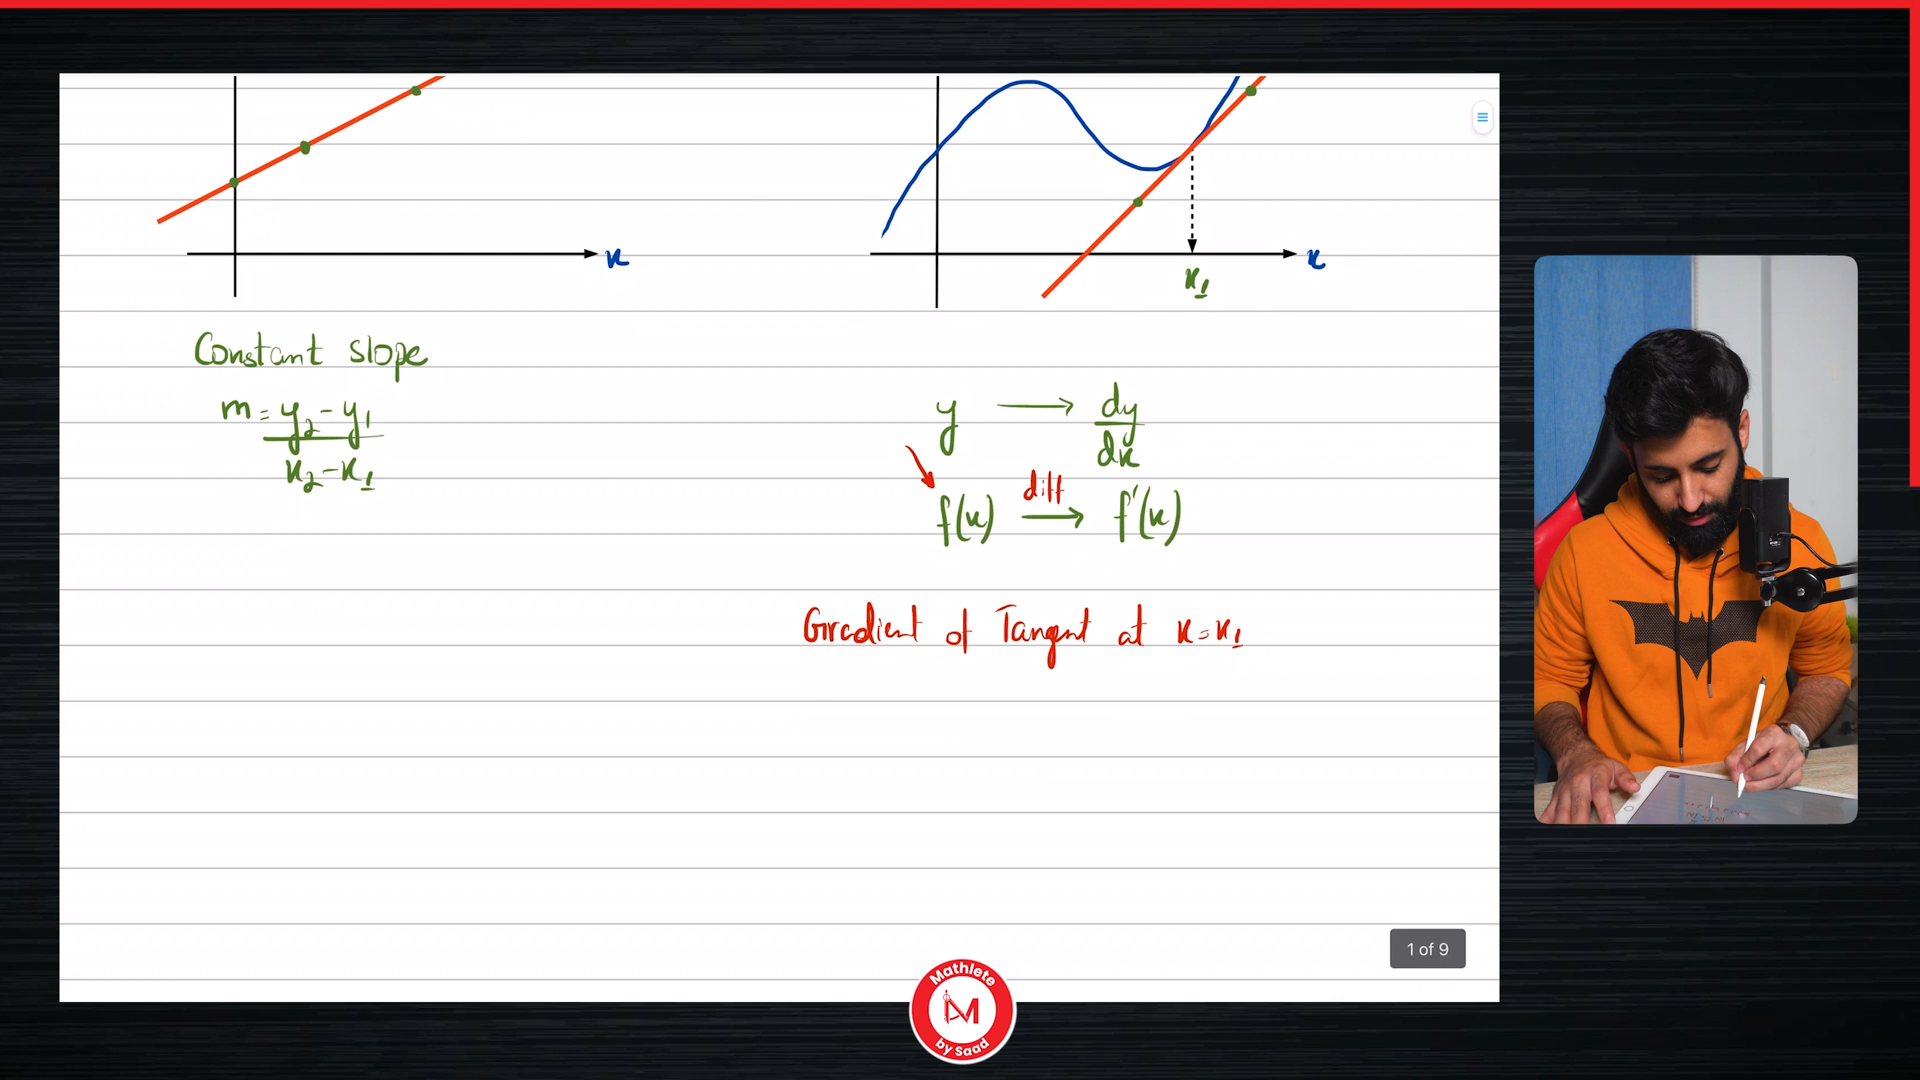 x
x
x₁
Constant slope
m = y₂ - y₁
x₂ - x₁
y → dy
dx
diff
f(x) → f'(x)
Gradient of Tangent at x = x₁
1 of 9
Mathlete
M
by Saad